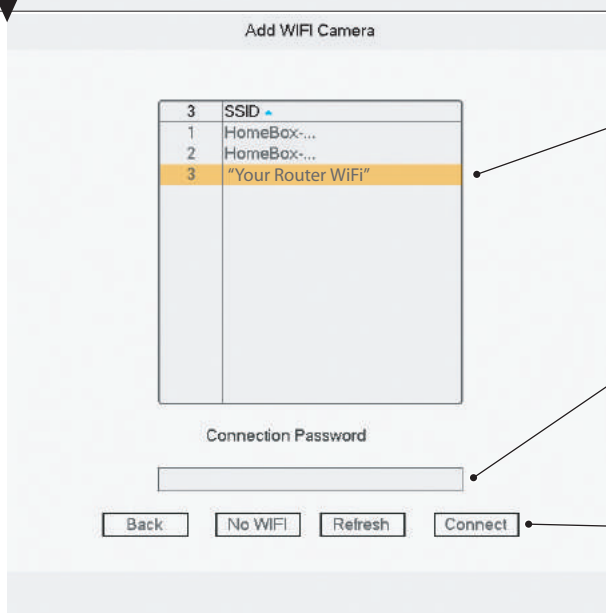 Add WIFI Camera
3 SSID
1 HomeBox-...
2 HomeBox-...
3 “Your Router WiFi”
Connection Password
Back No WIFI Refresh Connect